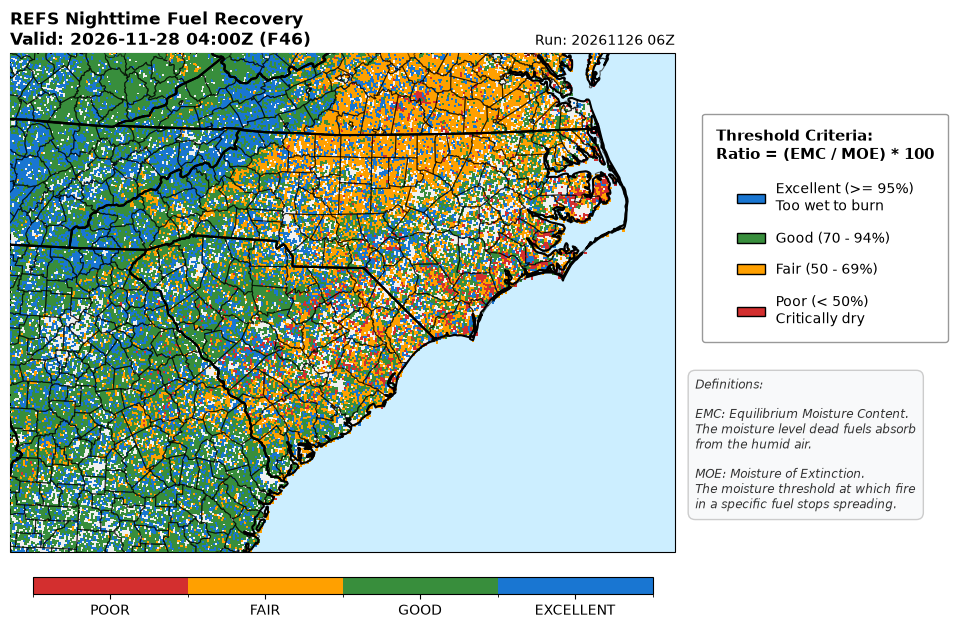 REFS Nighttime Fuel Recovery
Valid: 2026-11-28 04:00Z (F46)
Run: 20261126 06Z
Threshold Criteria:
Ratio = (EMC / MOE) * 100
Excellent (>= 95%)
Too wet to burn
Good (70 - 94%)
Fair (50 - 69%)
Poor (< 50%)
Critically dry
Definitions:
EMC: Equilibrium Moisture Content.
The moisture level dead fuels absorb
from the humid air.
MOE: Moisture of Extinction.
The moisture threshold at which fire
in a specific fuel stops spreading.
POOR FAIR GOOD EXCELLENT